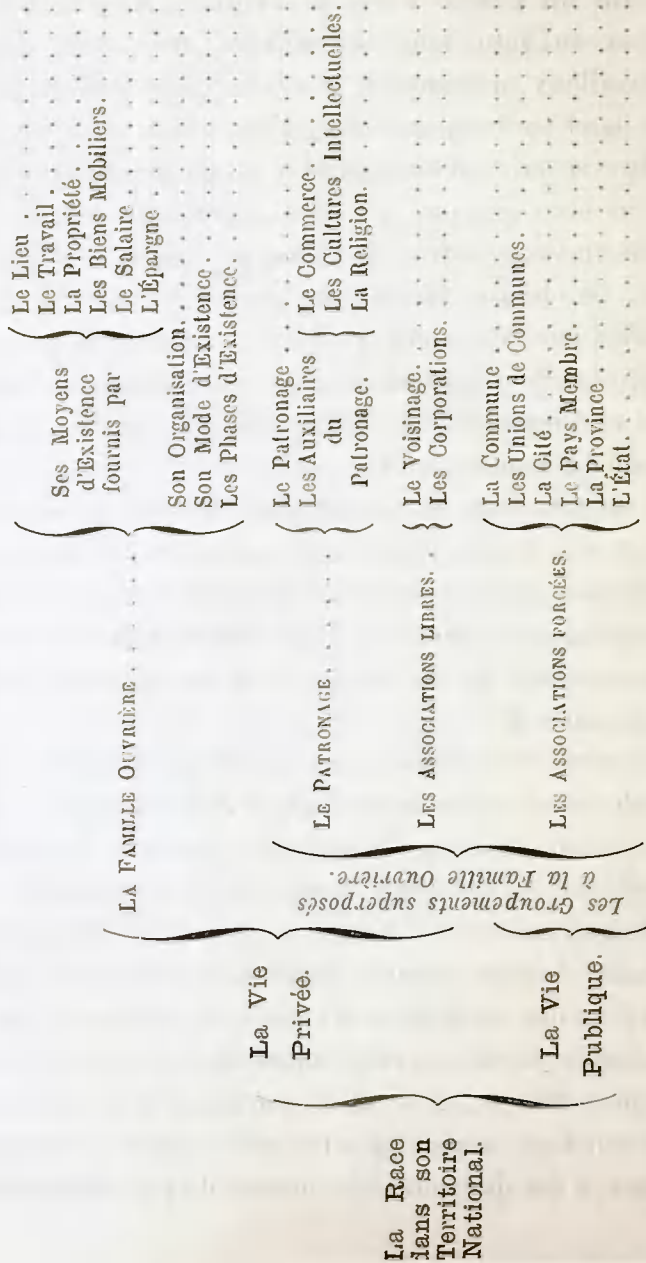 La Race
dans son
Territoire
National.
La Vie
Privée.
La Vie
Publique.
LA FAMILLE OUVRIÈRE . . . . . . .
Les Groupements superposés
à la Famille Ouvrière.
LE PATRONAGE . . . . . .
LES ASSOCIATIONS LIBRES. .
LES ASSOCIATIONS FORCÉES.
Ses Moyens
d'Existence
fournis par
Le Lieu . . . . . . . . .
Le Travail . . . . . . . .
La Propriété . . . . . . .
Les Biens Mobiliers. . . . .
Le Salaire . . . . . . . .
L'Épargne . . . . . . . .
Son Organisation. . . . . . . . . .
Son Mode d'Existence. . . . . . . .
Les Phases d'Existence. . . . . . . .
Le Patronage . . . . . . . . . .
Les Auxiliaires
du
Patronage.
Le Commerce. . . . . . .
Les Cultures Intellectuelles.
La Religion. . . . . . .
Le Voisinage. . . . . . . . . .
Les Corporations. . . . . . . . .
La Commune . . . . . . . . . .
Les Unions de Communes. . . . . . .
La Cité . . . . . . . . . . .
Le Pays Membre. . . . . . . . .
La Province . . . . . . . . . .
L'État. . . . . . . . . . . .